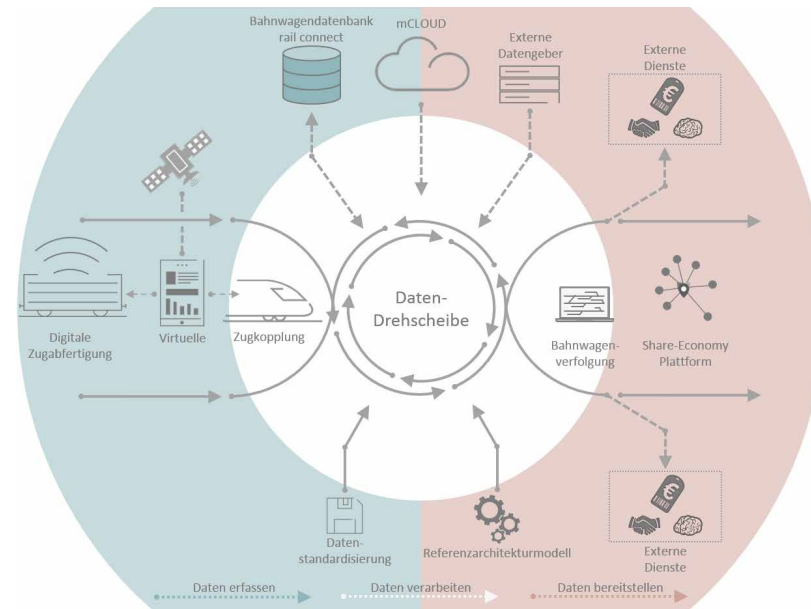 Bahnwagendatenbank
rail connect
mCLOUD
Externe
Datengeber
Externe
Dienste
Daten-
Drehscheibe
Digitale
Zugabfertigung
Virtuelle
Zugkopplung
Bahnwagen-
verfolgung
Share-Economy
Plattform
Daten-
standardisierung
Referenzarchitekturmodell
Externe
Dienste
Daten erfassen
Daten verarbeiten
Daten bereitstellen